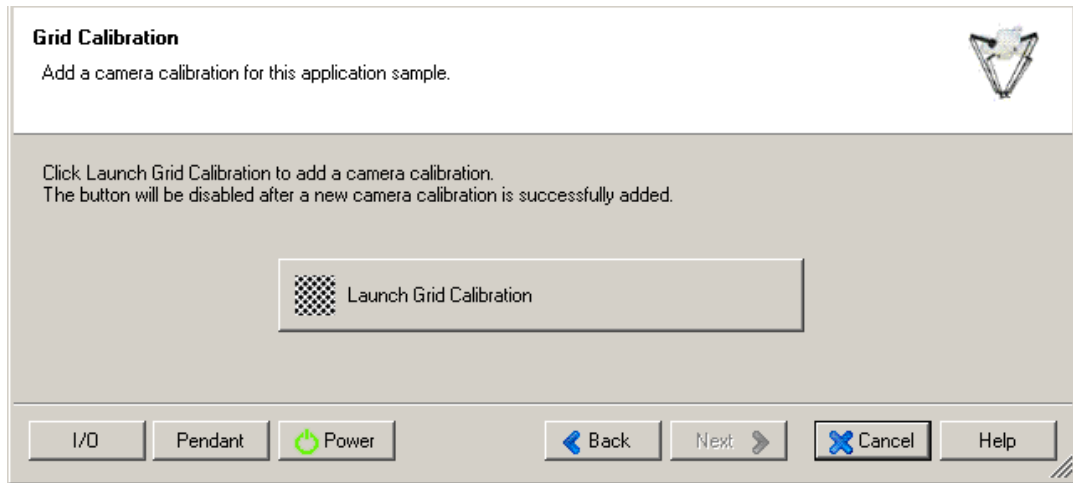 Grid Calibration
Add a camera calibration for this application sample.
Click Launch Grid Calibration to add a camera calibration.
The button will be disabled after a new camera calibration is successfully added.
Launch Grid Calibration
I/O Pendant Power Back Next Cancel Help